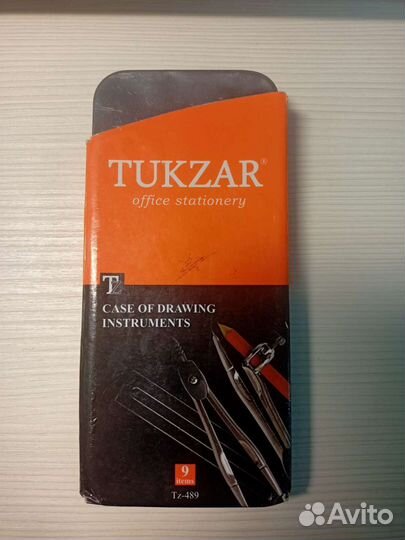 TUKZAR®
office stationery
TZ
CASE OF DRAWING
INSTRUMENTS
9
items
Tz-489
Avito